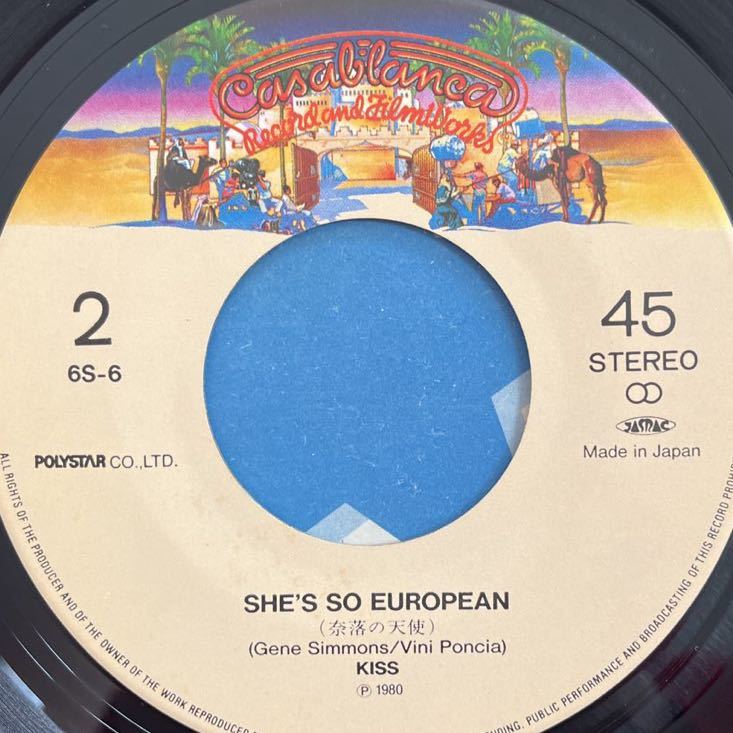 Casablanca
Record and FilmWorks
2
6S-6
45
STEREO
JASRAC
Made in Japan
POLYSTAR CO.,LTD.
SHE'S SO EUROPEAN
(奈落の天使)
(Gene Simmons/Vini Poncia)
KISS
Ⓟ 1980
ALL RIGHTS OF THE PRODUCER AND OF THE OWNER OF THE WORK REPRODUCED
LENDING, PUBLIC PERFORMANCE AND BROADCASTING OF THIS RECORD